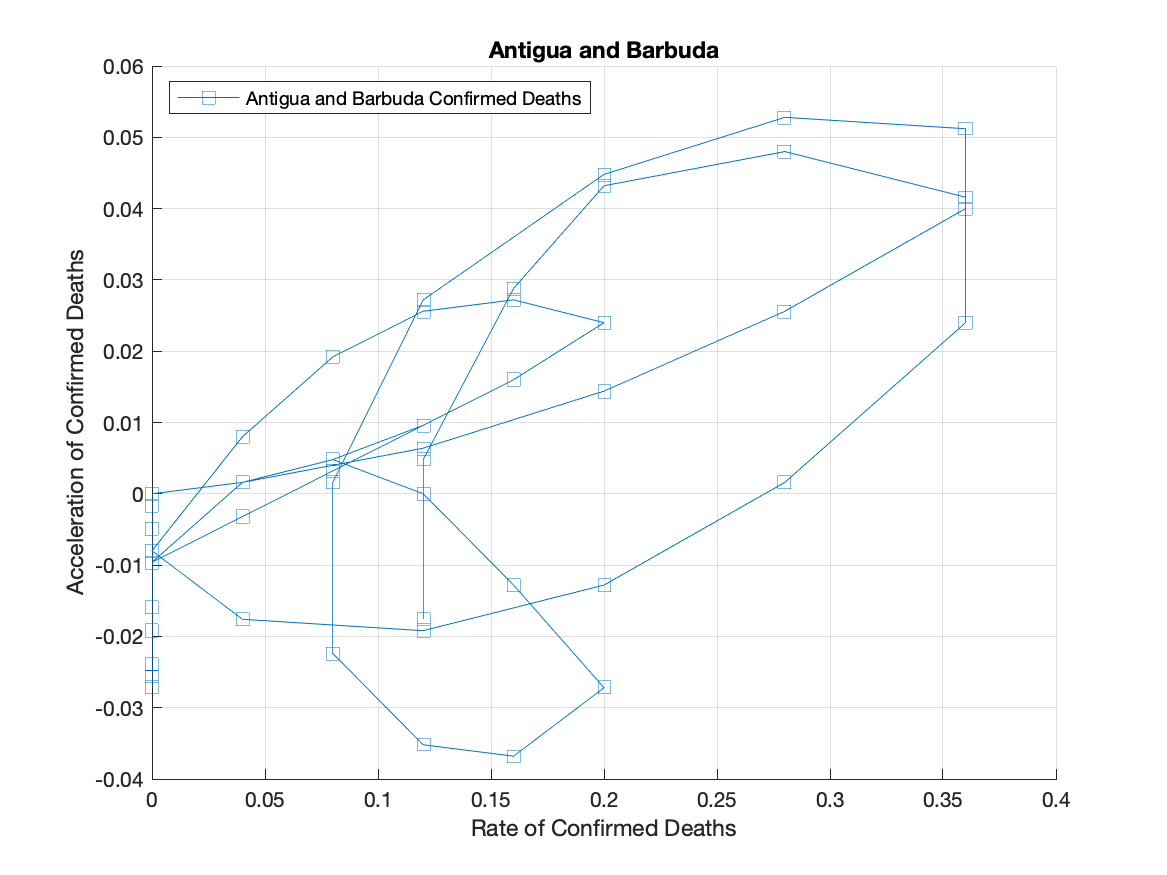 Antigua and Barbuda
Antigua and Barbuda Confirmed Deaths
0.06
0.05
0.04
0.03
0.02
0.01
0
-0.01
-0.02
-0.03
-0.04
Acceleration of Confirmed Deaths
0 0.05 0.1 0.15 0.2 0.25 0.3 0.35 0.4
Rate of Confirmed Deaths